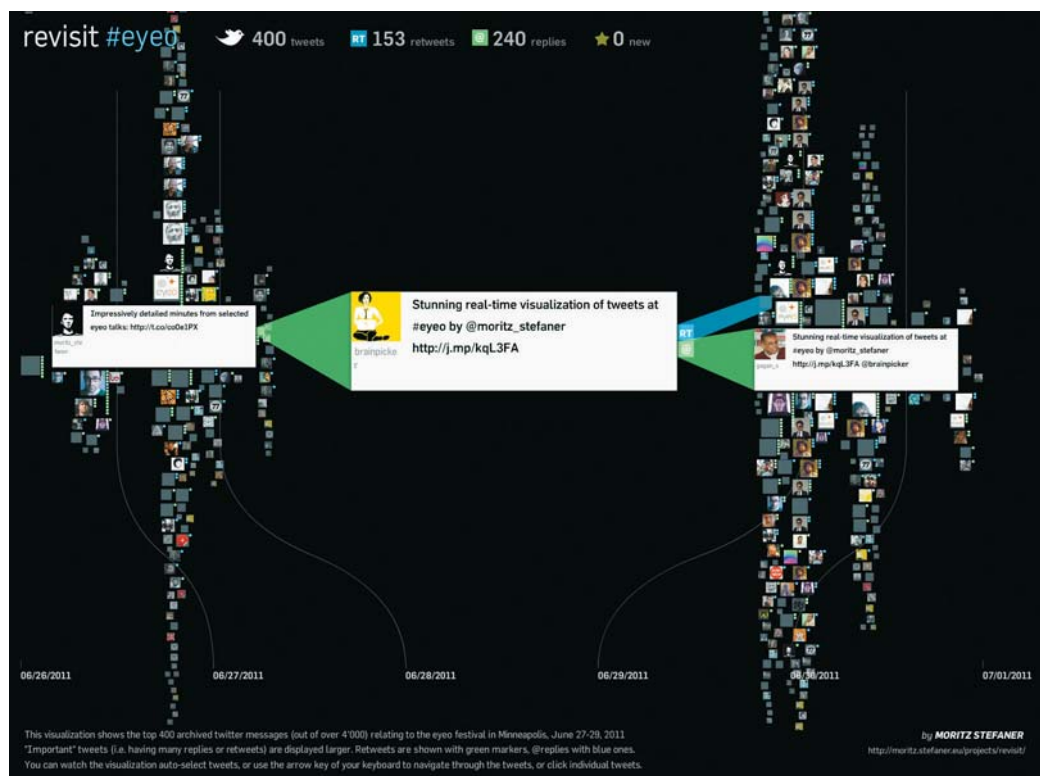 revisit #eyeo
400 tweets
RT 153 retweets
@ 240 replies
0 new
Impressively detailed minutes from selected
eyeo talks: http://t.co/co0e1PX
Stunning real-time visualization of tweets at
#eyeo by @moritz_stefaner
http://j.mp/kqL3FA
brainpicke
r
RT
@
Stunning real-time visualization of tweets at
#eyeo by @moritz_stefaner
http://j.mp/kqL3FA @brainpicker
06/26/2011
06/27/2011
06/28/2011
06/29/2011
06/30/2011
07/01/2011
This visualization shows the top 400 archived twitter messages (out of over 4'000) relating to the eyeo festival in Minneapolis, June 27-29, 2011
"Important" tweets (i.e. having many replies or retweets) are displayed larger. Retweets are shown with green markers, @replies with blue ones.
You can watch the visualization auto-select tweets, or use the arrow key of your keyboard to navigate through the tweets, or click individual tweets.
by MORITZ STEFANER
http://moritz.stefaner.eu/projects/revisit/